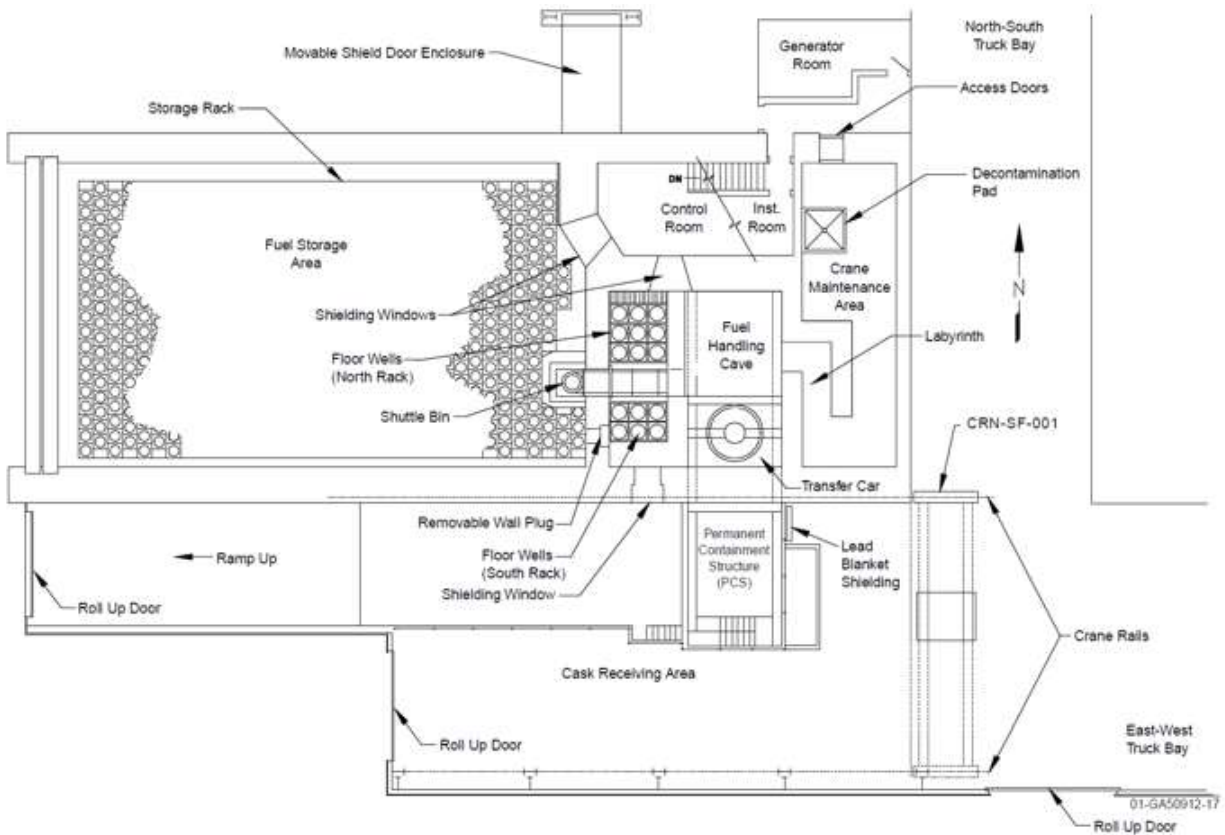 North-South
Truck Bay
Generator
Room
Movable Shield Door Enclosure
Access Doors
Storage Rack
Decontamination
Pad
DN
Control
Room
Inst.
Room
Fuel Storage
Area
Crane
Maintenance
Area
N
Shielding Windows
Fuel
Handling
Cave
Labyrinth
Floor Wells
(North Rack)
Shuttle Bin
CRN-SF-001
Transfer Car
Removable Wall Plug
Ramp Up
Floor Wells
(South Rack)
Permanent
Containment
Structure
(PCS)
Lead
Blanket
Shielding
Shielding Window
Roll Up Door
Crane Rails
Cask Receiving Area
Roll Up Door
East-West
Truck Bay
01-GA50912-17
Roll Up Door